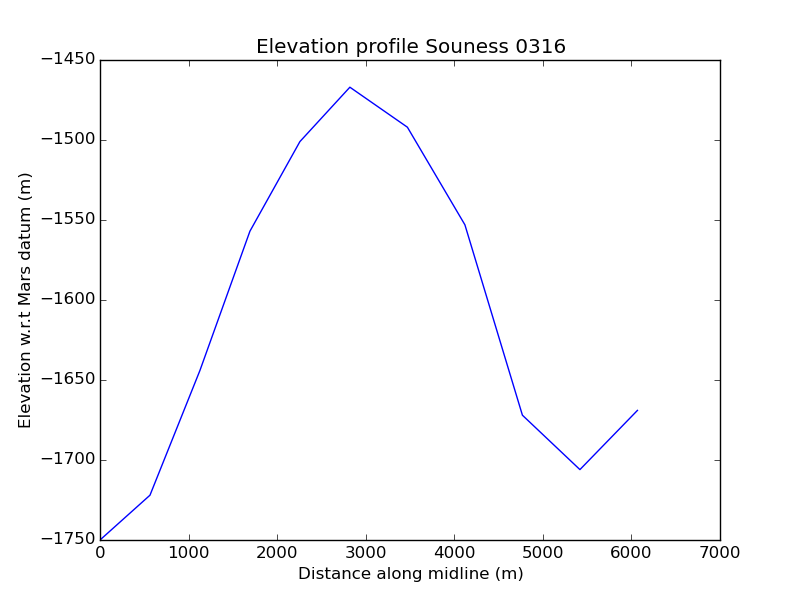 Elevation profile Souness 0316
−1450
−1500
−1550
−1600
−1650
−1700
−1750
Elevation w.r.t Mars datum (m)
0 1000 2000 3000 4000 5000 6000 7000
Distance along midline (m)